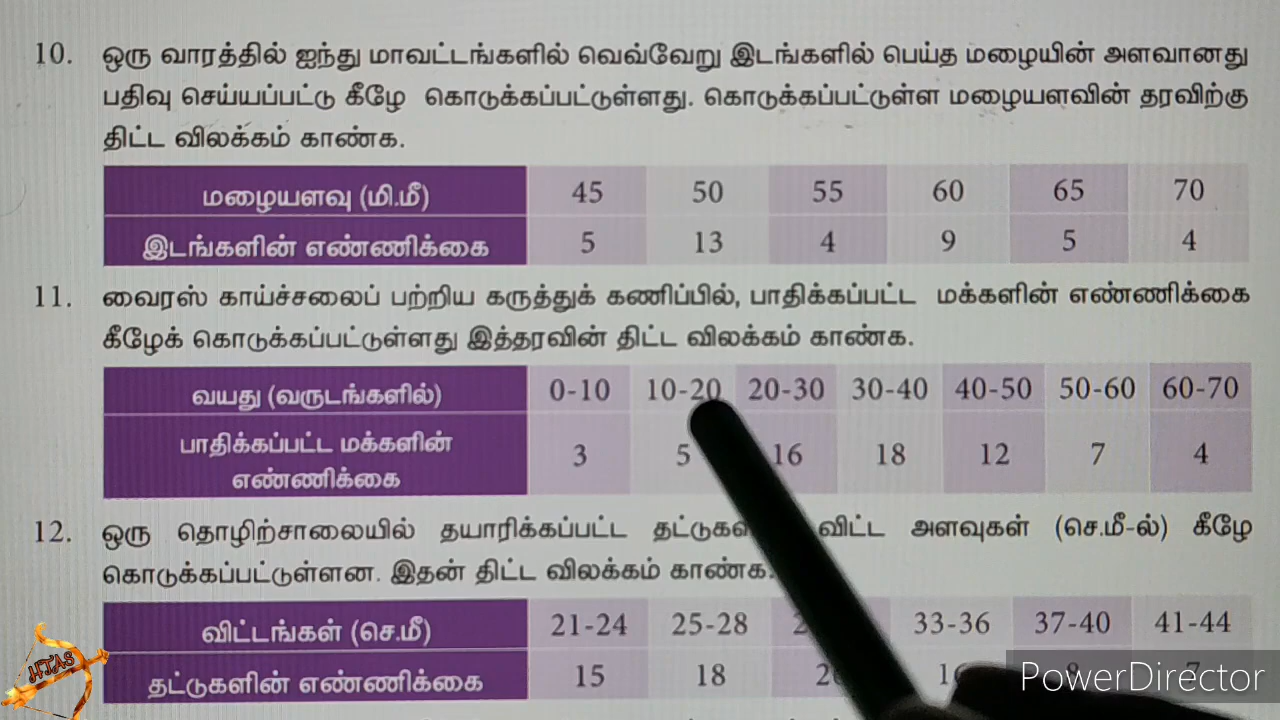 10. ஒரு வாரத்தில் ஐந்து மாவட்டங்களில் வெவ்வேறு இடங்களில் பெய்த மழையின் அளவானது
பதிவு செய்யப்பட்டு கீழே கொடுக்கப்பட்டுள்ளது. கொடுக்கப்பட்டுள்ள மழையளவின் தரவிற்கு
திட்ட விலக்கம் காண்க.
மழையளவு (மி.மீ) 45 50 55 60 65 70
இடங்களின் எண்ணிக்கை 5 13 4 9 5 4
11. வைரஸ் காய்ச்சலைப் பற்றிய கருத்துக் கணிப்பில், பாதிக்கப்பட்ட மக்களின் எண்ணிக்கை
கீழேக் கொடுக்கப்பட்டுள்ளது இத்தரவின் திட்ட விலக்கம் காண்க.
வயது (வருடங்களில்) 0-10 10-20 20-30 30-40 40-50 50-60 60-70
பாதிக்கப்பட்ட மக்களின்
எண்ணிக்கை 3 5 16 18 12 7 4
12. ஒரு தொழிற்சாலையில் தயாரிக்கப்பட்ட விட்ட அளவுகள் (செ.மீ-ல்) கீழே
கொடுக்கப்பட்டுள்ளன. இதன் திட்ட விலக்கம் காண்க.
விட்டங்கள் (செ.மீ) 21-24 25-28 33-36 37-40 41-44
தட்டுகளின் எண்ணிக்கை 15 18
HTAS
PowerDirector